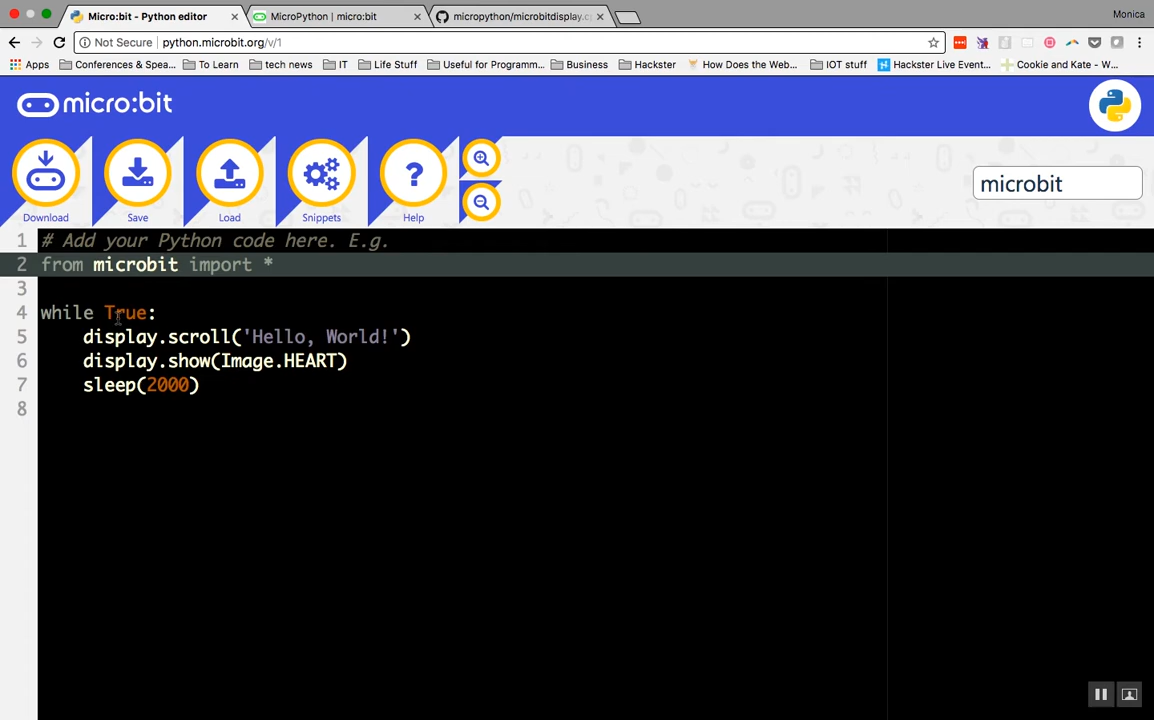 Micro:bit - Python editor
MicroPython | micro:bit
micropython/microbitdisplay.c
Monica
Not Secure | python.microbit.org/v/1
Apps
Conferences & Spea...
To Learn
tech news
IT
Life Stuff
Useful for Programm...
Business
Hackster
How Does the Web...
IOT stuff
Hackster Live Event...
Cookie and Kate - W...
micro:bit
Download
Save
Load
Snippets
? Help
microbit
1 # Add your Python code here. E.g.
2 from microbit import *
3
4 while True:
5 display.scroll('Hello, World!')
6 display.show(Image.HEART)
7 sleep(2000)
8